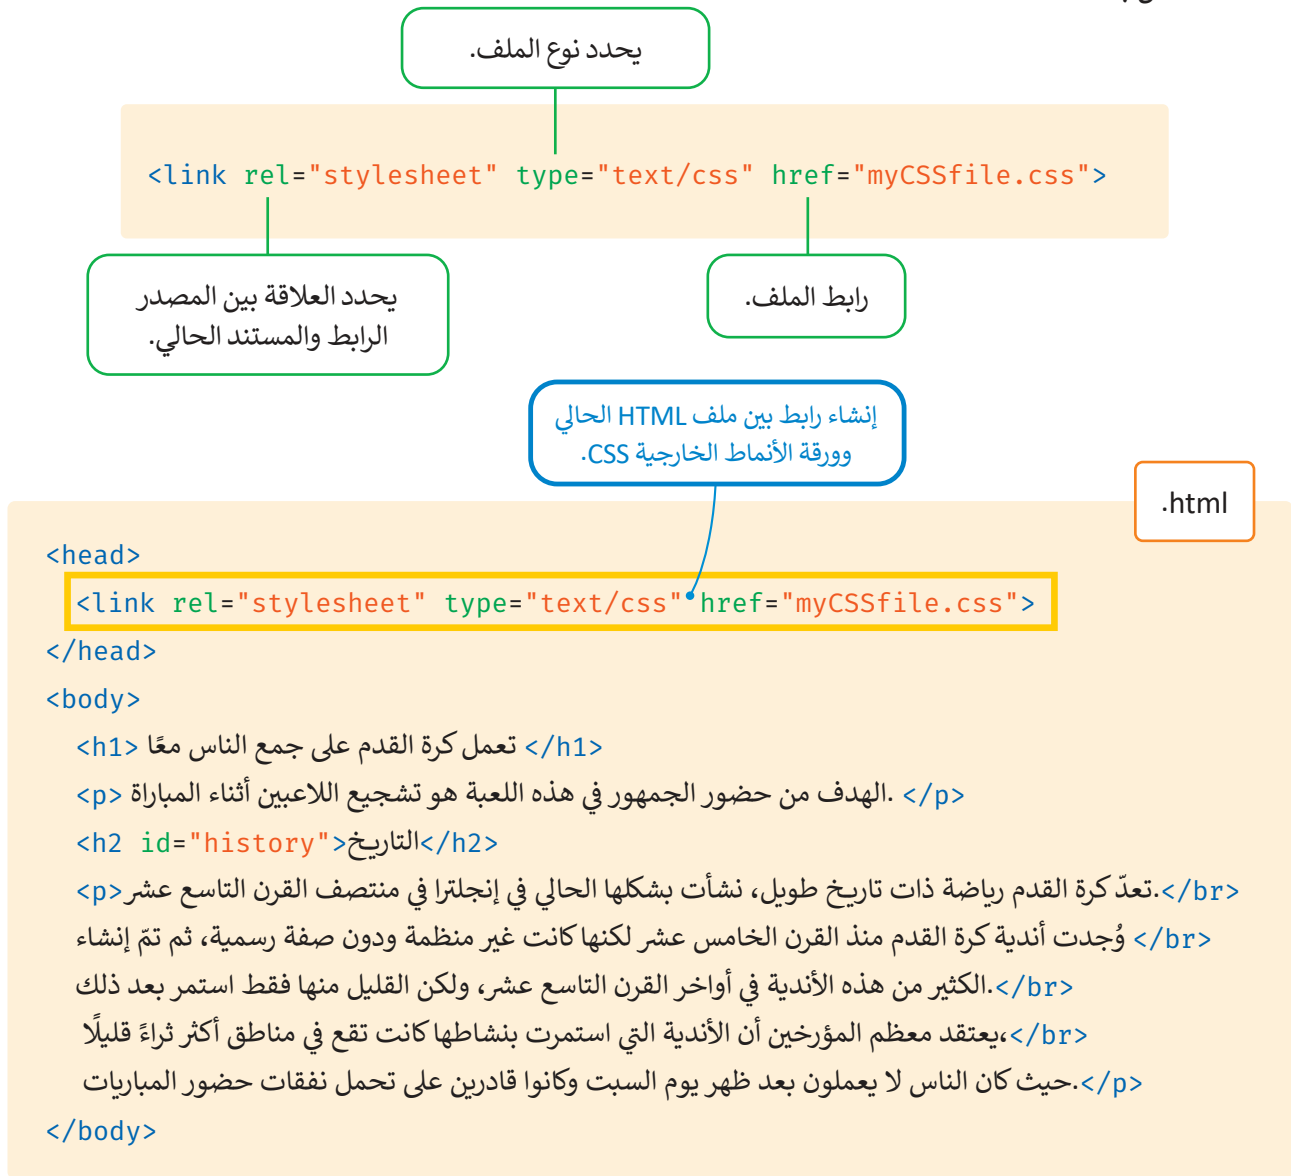 يحدد نوع الملف.
<link rel="stylesheet" type="text/css" href="myCSSfile.css">
يحدد العلاقة بين المصدر
الرابط والمستند الحالي.
رابط الملف.
إنشاء رابط بين ملف HTML الحالي
وورقة الأنماط الخارجية CSS.
.html
<head>
<link rel="stylesheet" type="text/css" href="myCSSfile.css">
</head>
<body>
<h1> تعمل كرة القدم على جمع الناس معًا </h1>
<p> الهدف من حضور الجمهور في هذه اللعبة هو تشجيع اللاعبين أثناء المباراة. </p>
<h2 id="history">التاريخ</h2>
<p>تعدّ كرة القدم رياضة ذات تاريخ طويل، نشأت بشكلها الحالي في إنجلترا في منتصف القرن التاسع عشر.</br>
وُجدت أندية كرة القدم منذ القرن الخامس عشر لكنها كانت غير منظمة ودون صفة رسمية، ثم تمّ إنشاء </br>
الكثير من هذه الأندية في أواخر القرن التاسع عشر، ولكن القليل منها فقط استمر بعد ذلك.</br>
يعتقد معظم المؤرخين أن الأندية التي استمرت بنشاطها كانت تقع في مناطق أكثر ثراءً قليلًا،</br>
حيث كان الناس لا يعملون بعد ظهر يوم السبت وكانوا قادرين على تحمل نفقات حضور المباريات.</p>
</body>